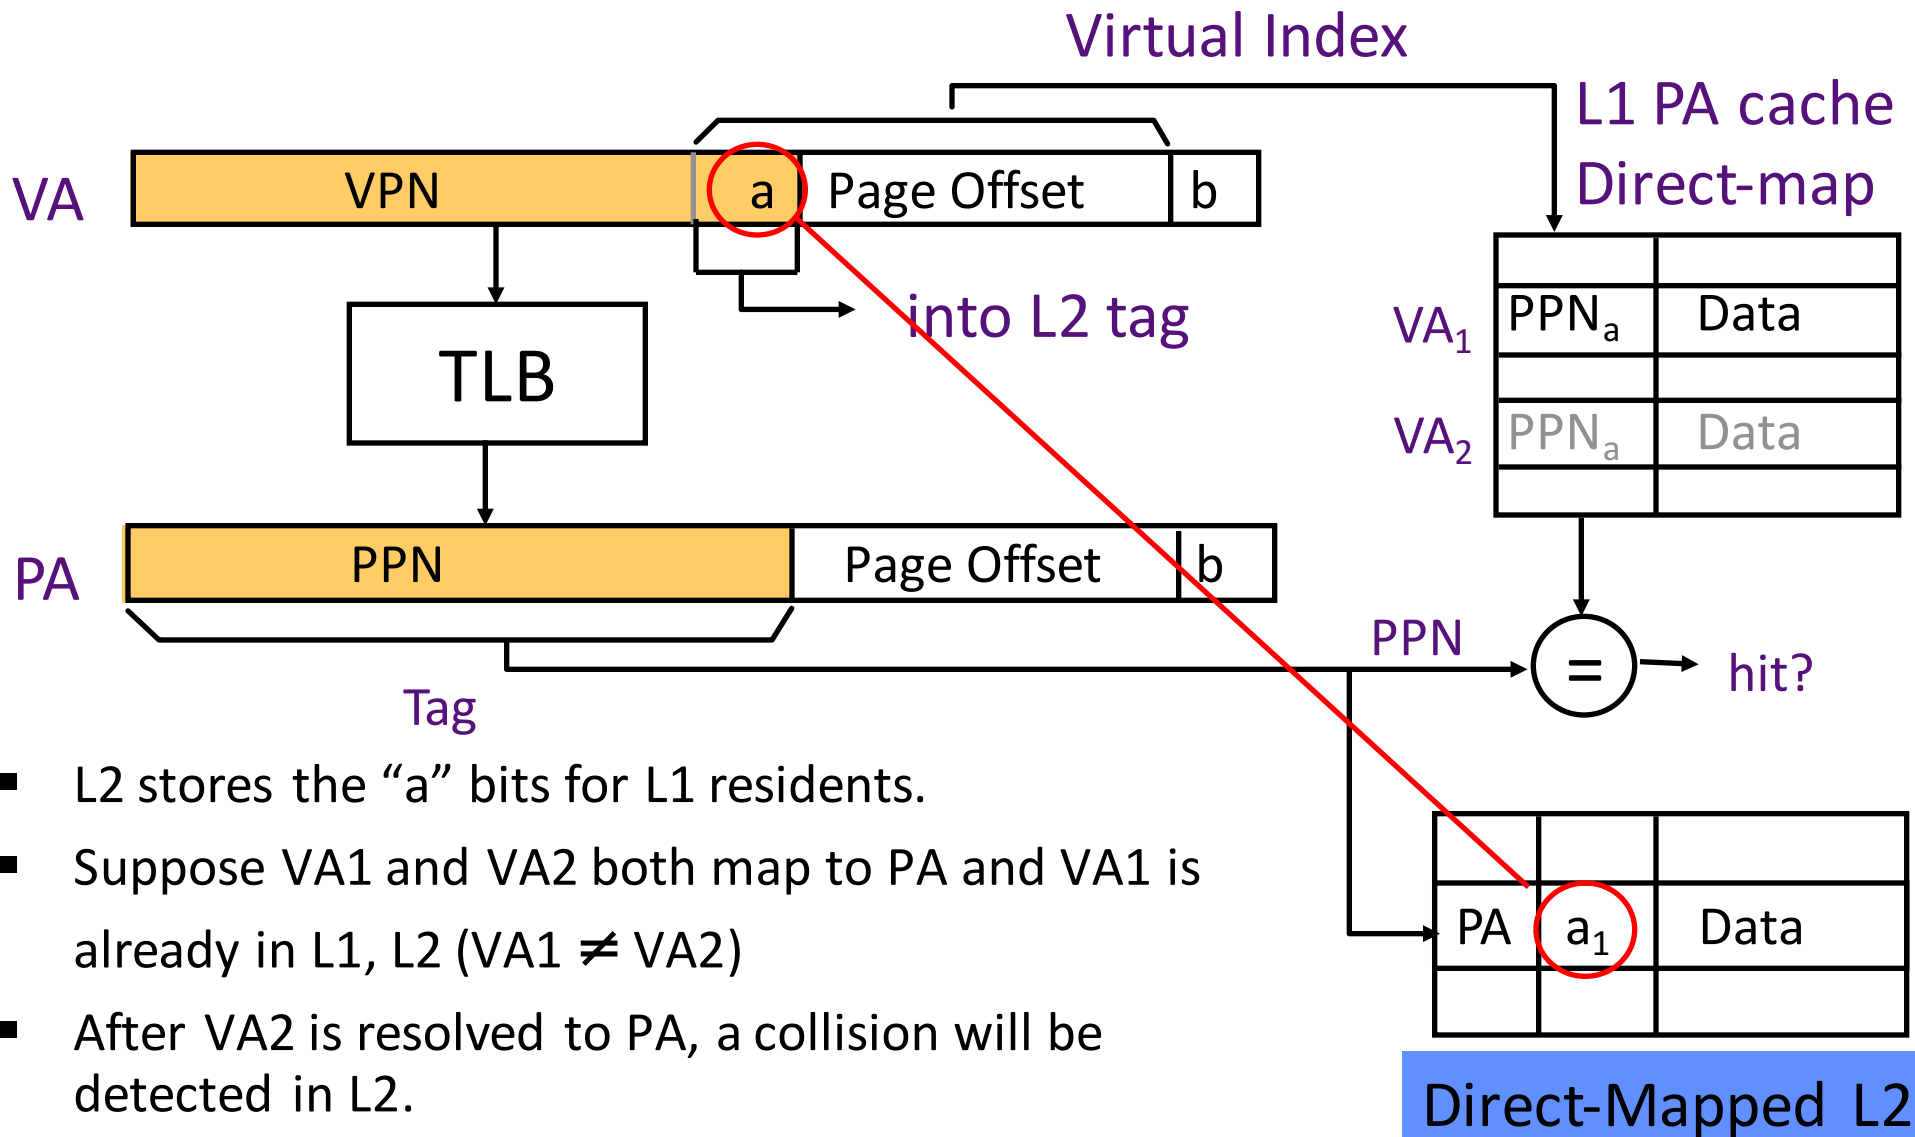 Virtual Index
L1 PA cache
Direct-map
VA
VPN
a
Page Offset
b
into L2 tag
TLB
VA1
PPNa
Data
VA2
PPNa
Data
PA
PPN
Page Offset
b
PPN
=
hit?
Tag
L2 stores the “a” bits for L1 residents.
Suppose VA1 and VA2 both map to PA and VA1 is
already in L1, L2 (VA1 ≠ VA2)
After VA2 is resolved to PA, a collision will be
detected in L2.
PA
a1
Data
Direct-Mapped L2